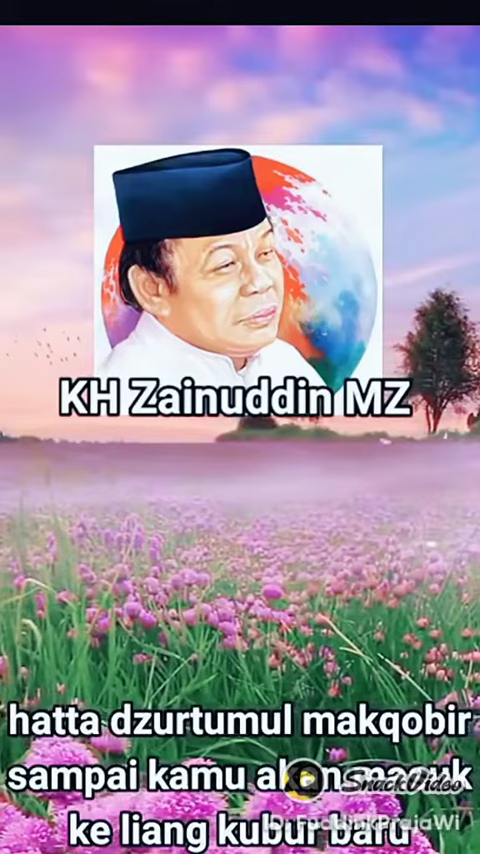 KH Zainuddin MZ
hatta dzurtumul makqobir
sampai kamu
SnackVideo
ke liang kubur baru